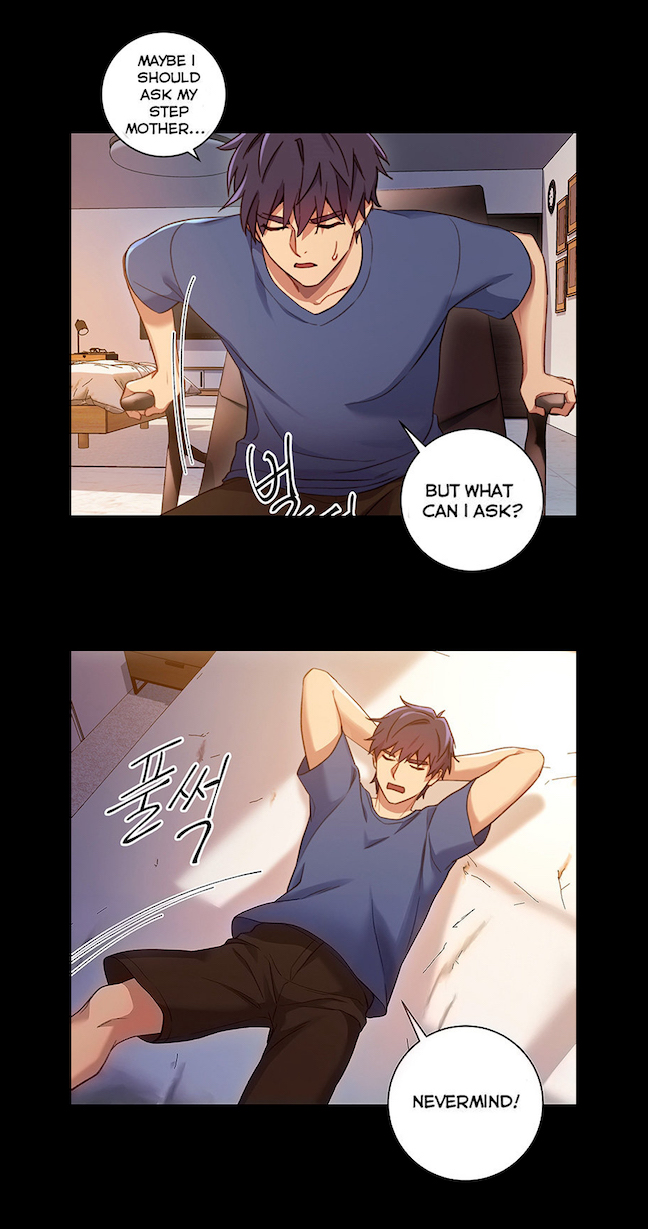 MAYBE I
SHOULD
ASK MY
STEP
MOTHER...
BUT WHAT
CAN I ASK?
NEVERMIND!
풀썩